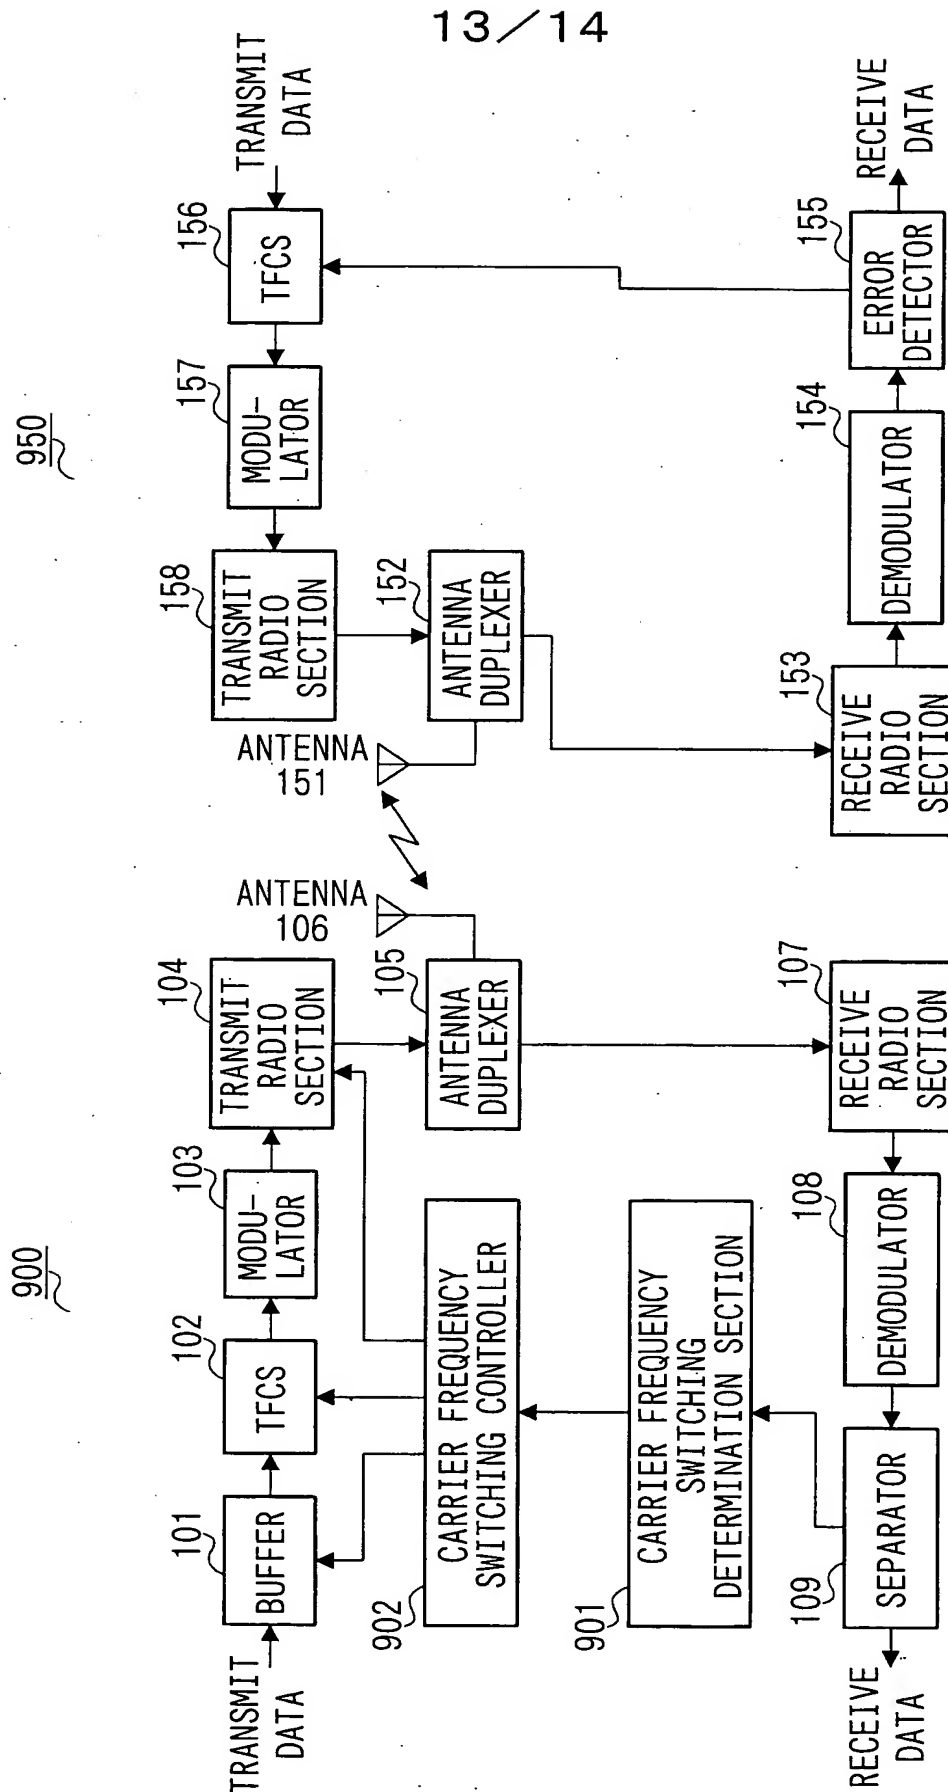 13/14
900
950
TRANSMIT
DATA
101
BUFFER
102
TFCS
103
MODU-
LATOR
104
TRANSMIT
RADIO
SECTION
158
TRANSMIT
RADIO
SECTION
157
MODU-
LATOR
156
TFCS
TRANSMIT
DATA
ANTENNA
106
ANTENNA
151
902
CARRIER FREQUENCY
SWITCHING CONTROLLER
105
ANTENNA
DUPLEXER
152
ANTENNA
DUPLEXER
901
CARRIER FREQUENCY
SWITCHING
DETERMINATION SECTION
RECEIVE
DATA
109
SEPARATOR
108
DEMODULATOR
107
RECEIVE
RADIO
SECTION
153
RECEIVE
RADIO
SECTION
154
DEMODULATOR
155
ERROR
DETECTOR
RECEIVE
DATA